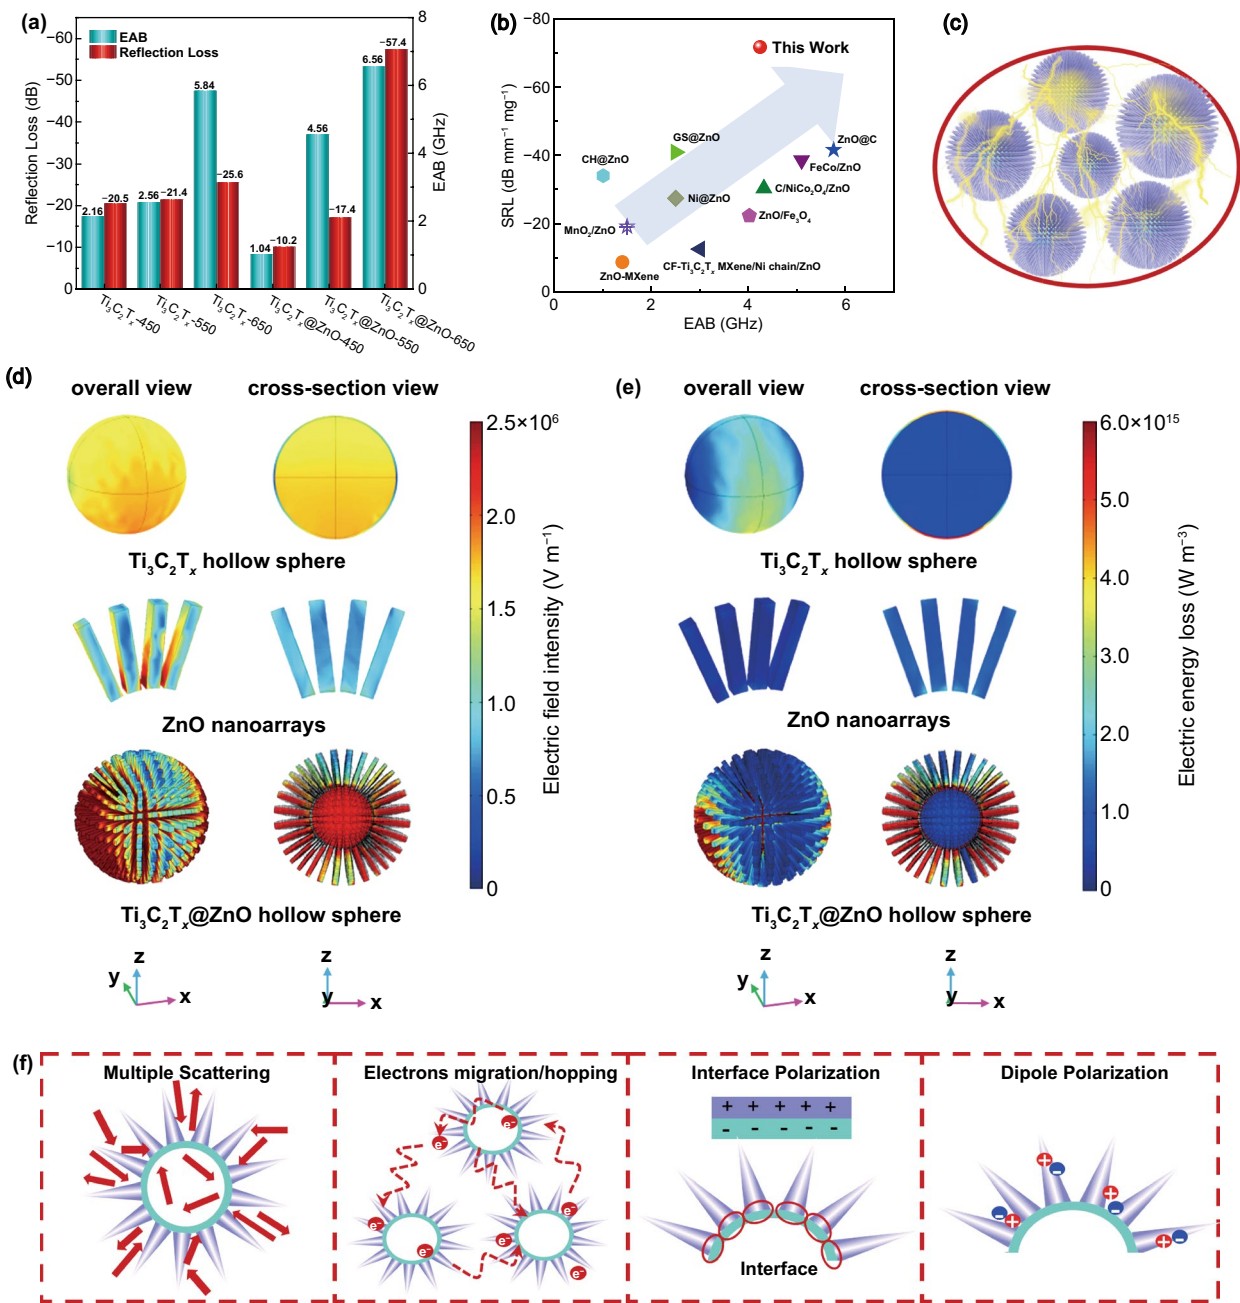 (a)
EAB
Reflection Loss
Reflection Loss (dB)
−60
−50
−40
−30
−20
−10
0
2.16
−20.5
2.56
−21.4
5.84
−25.6
1.04
−10.2
4.56
−17.4
6.56
−57.4
8
7
6
5
4
3
2
1
0
EAB (GHz)
Ti₃C₂Tₓ-450
Ti₃C₂Tₓ-550
Ti₃C₂Tₓ-650
Ti₃C₂Tₓ@ZnO-450
Ti₃C₂Tₓ@ZnO-550
Ti₃C₂Tₓ@ZnO-650
(b)
SRL (dB mm⁻¹ mg⁻¹)
−80
−60
−40
−20
0
This Work
GS@ZnO
ZnO@C
CH@ZnO
FeCo/ZnO
C/NiCo₂O₄/ZnO
Ni@ZnO
ZnO/Fe₃O₄
MnO₂/ZnO
ZnO-MXene
CF-Ti₃C₂Tₓ MXene/Ni chain/ZnO
0
2
4
6
EAB (GHz)
(c)
(d)
overall view
cross-section view
Ti₃C₂Tₓ hollow sphere
ZnO nanoarrays
Ti₃C₂Tₓ@ZnO hollow sphere
2.5×10⁶
2.0
1.5
1.0
0.5
0
Electric field intensity (V m⁻¹)
z
y
x
z
y
x
(e)
overall view
cross-section view
Ti₃C₂Tₓ hollow sphere
ZnO nanoarrays
Ti₃C₂Tₓ@ZnO hollow sphere
6.0×10¹⁵
5.0
4.0
3.0
2.0
1.0
0
Electric energy loss (W m⁻³)
z
y
x
z
y
x
(f)
Multiple Scattering
Electrons migration/hopping
e⁻
e⁻
e⁻
e⁻
e⁻
e⁻
e⁻
Interface Polarization
+ + + + +
- - - - -
Interface
Dipole Polarization
+ -
+ -
- +
+ -